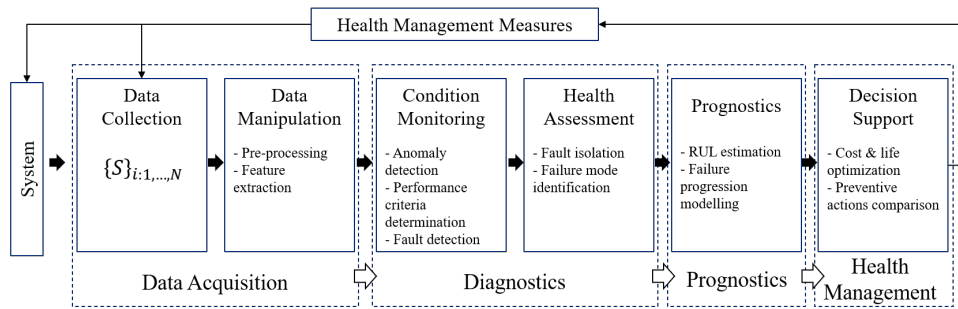 Health Management Measures
System
Data
Collection
{S}i:1,…,N
Data
Manipulation
- Pre-processing
- Feature
extraction
Condition
Monitoring
- Anomaly
detection
- Performance
criteria
determination
- Fault detection
Health
Assessment
- Fault isolation
- Failure mode
identification
Prognostics
- RUL estimation
- Failure
progression
modelling
Decision
Support
- Cost & life
optimization
- Preventive
actions comparison
Data Acquisition
Diagnostics
Prognostics
Health
Management